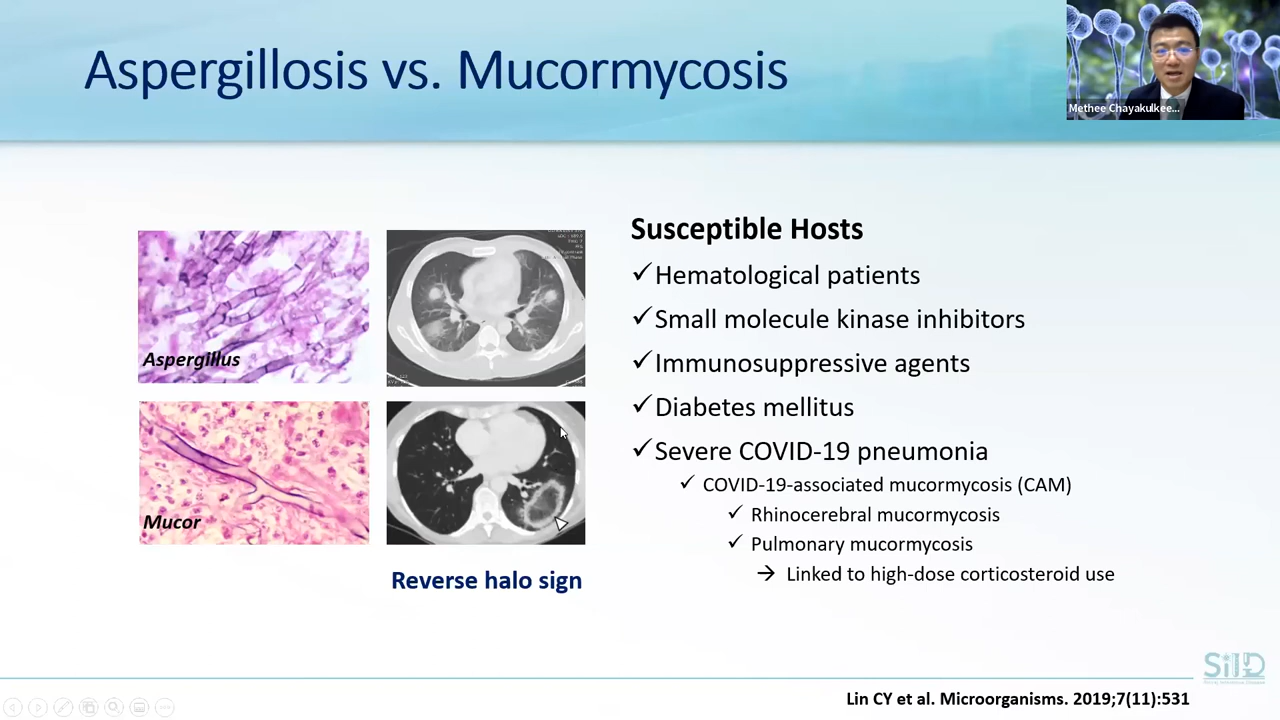 Aspergillosis vs. Mucormycosis
Methee Chayakulkee...
Susceptible Hosts
✓Hematological patients
✓Small molecule kinase inhibitors
✓Immunosuppressive agents
✓Diabetes mellitus
✓Severe COVID-19 pneumonia
✓ COVID-19-associated mucormycosis (CAM)
✓ Rhinocerebral mucormycosis
✓ Pulmonary mucormycosis
→ Linked to high-dose corticosteroid use
Aspergillus
Mucor
Reverse halo sign
Lin CY et al. Microorganisms. 2019;7(11):531